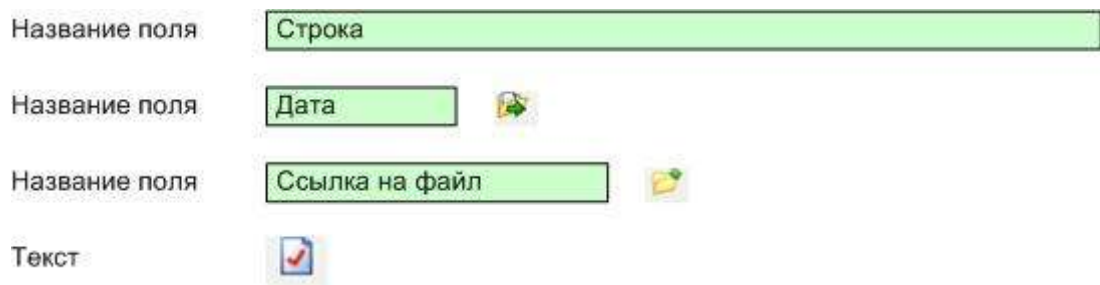 Название поля Строка
Название поля Дата
Название поля Ссылка на файл
Текст